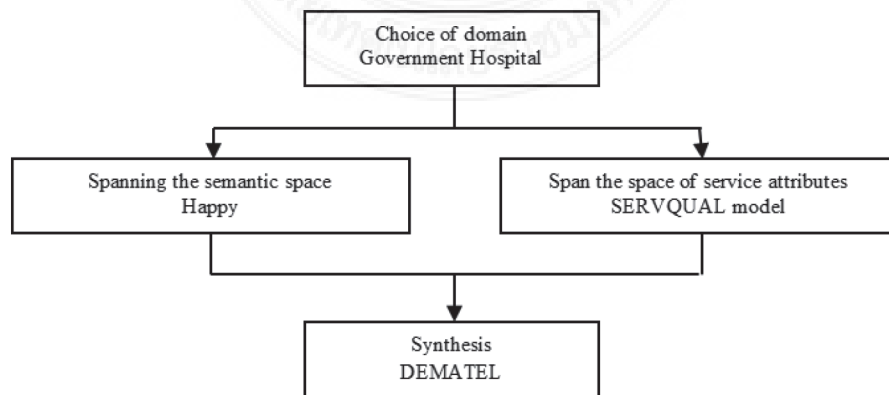 Choice of domain
Government Hospital
Spanning the semantic space
Happy
Span the space of service attributes
SERVQUAL model
Synthesis
DEMATEL